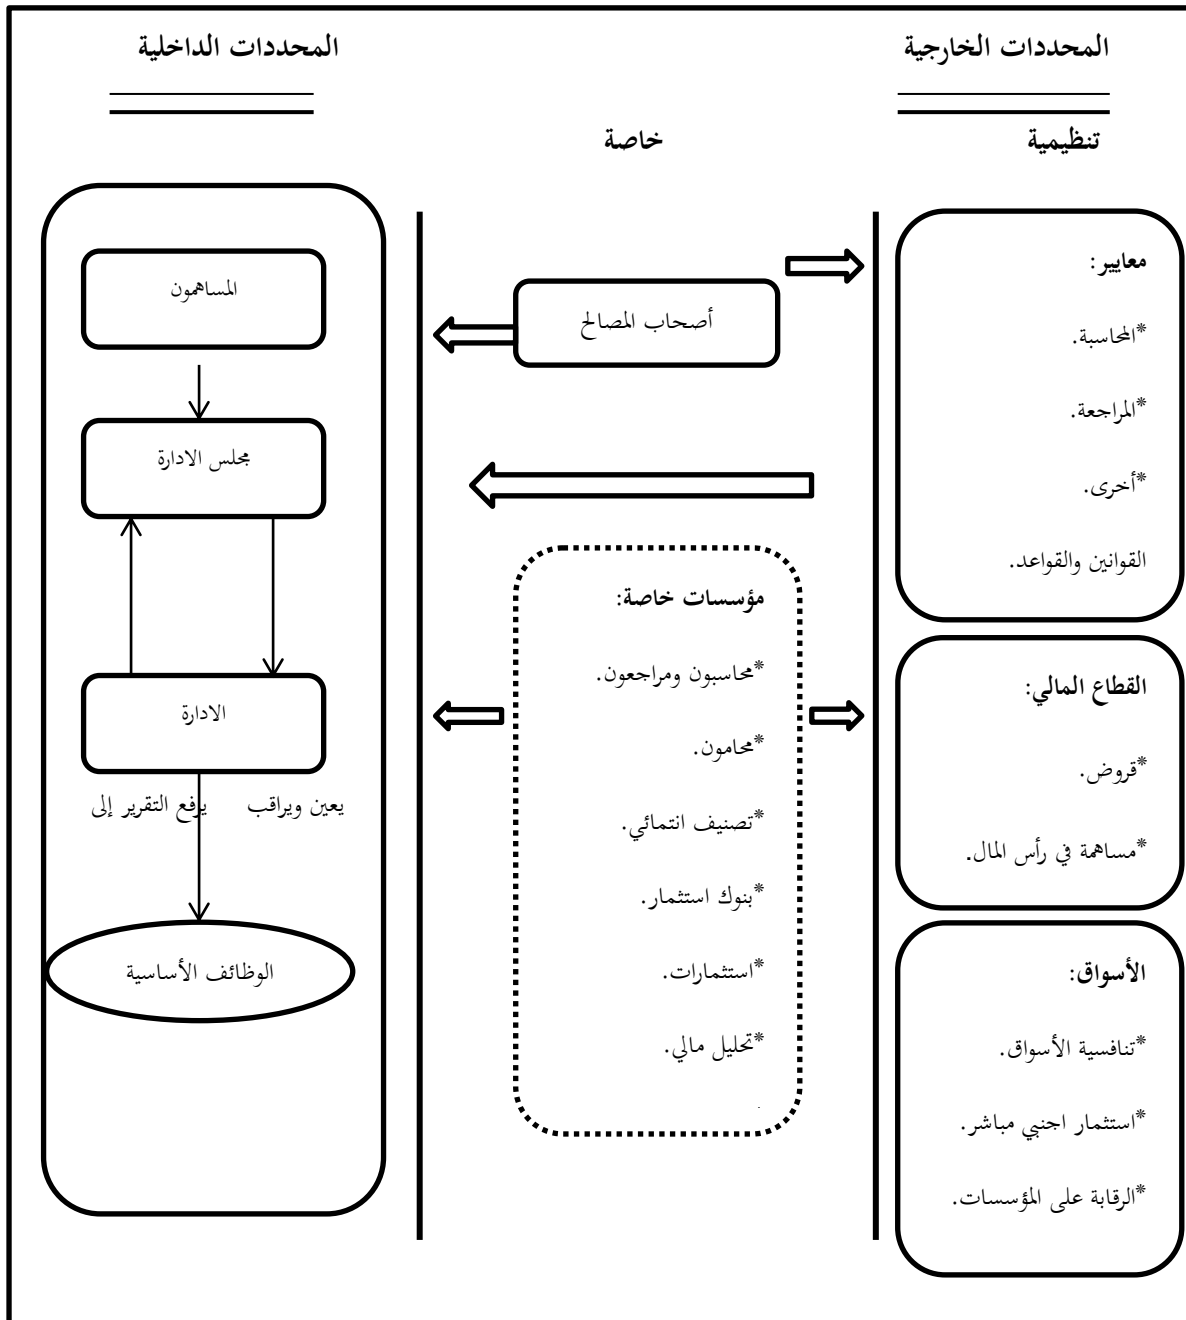 المحددات الخارجية
المحددات الداخلية
تنظيمية
خاصة
معايير:
*المحاسبة.
*المراجعة.
*أخرى.
القوانين والقواعد.
القطاع المالي:
*قروض.
*مساهمة في رأس المال.
الأسواق:
*تنافسية الأسواق.
*استثمار اجنبي مباشر.
*الرقابة على المؤسسات.
أصحاب المصالح
مؤسسات خاصة:
*محاسبون ومراجعون.
*محامون.
*تصنيف انتمائي.
*بنوك استثمار.
*استثمارات.
*تحليل مالي.
.
المساهمون
مجلس الادارة
الادارة
يعين ويراقب يرفع التقرير إلى
الوظائف الأساسية